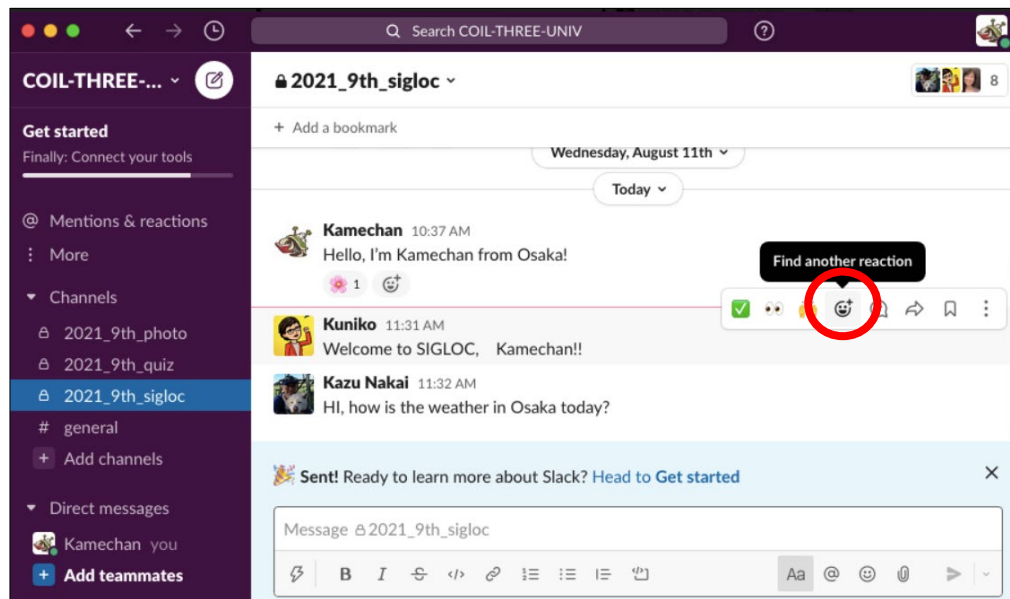 Search COIL-THREE-UNIV
COIL-THREE-...
Get started
Finally: Connect your tools
Mentions & reactions
More
Channels
2021_9th_photo
2021_9th_quiz
2021_9th_sigloc
# general
+ Add channels
Direct messages
Kamechan you
+ Add teammates
2021_9th_sigloc
8
+ Add a bookmark
Wednesday, August 11th
Today
Kamechan 10:37 AM
Hello, I'm Kamechan from Osaka!
1
Find another reaction
Kuniko 11:31 AM
Welcome to SIGLOC, Kamechan!!
Kazu Nakai 11:32 AM
HI, how is the weather in Osaka today?
Sent! Ready to learn more about Slack? Head to Get started
Message 2021_9th_sigloc
B I S </> Aa @